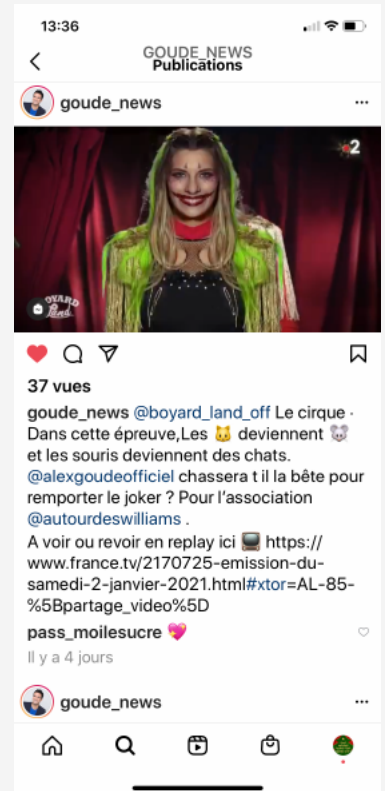 13:36
GOUDE_NEWS
Publications
goude_news
2
BOYARD
Land
37 vues
goude_news @boyard_land_off Le cirque ·
Dans cette épreuve,Les 🐱 deviennent 🐭
et les souris deviennent des chats.
@alexgoudeofficiel chassera t il la bête pour
remporter le joker ? Pour l'association
@autourdeswilliams .
A voir ou revoir en replay ici 📺 https://
www.france.tv/2170725-emission-du-
samedi-2-janvier-2021.html#xtor=AL-85-
%5Bpartage_video%5D
pass_moilesucre 💖
Il y a 4 jours
goude_news